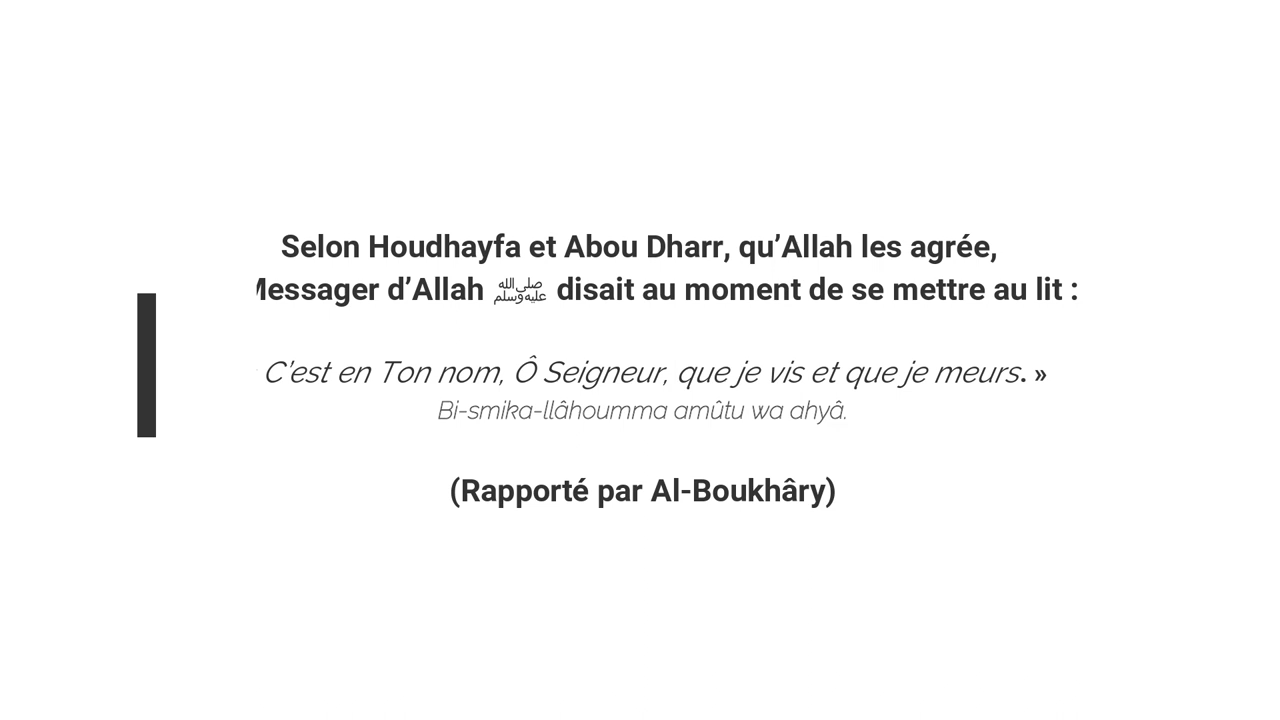 Selon Houdhayfa et Abou Dharr, qu’Allah les agrée,
Messager d’Allah ﷺ disait au moment de se mettre au lit :
C'est en Ton nom, Ô Seigneur, que je vis et que je meurs. »
Bi-smika-llâhoumma amûtu wa ahyâ.
(Rapporté par Al-Boukhâry)